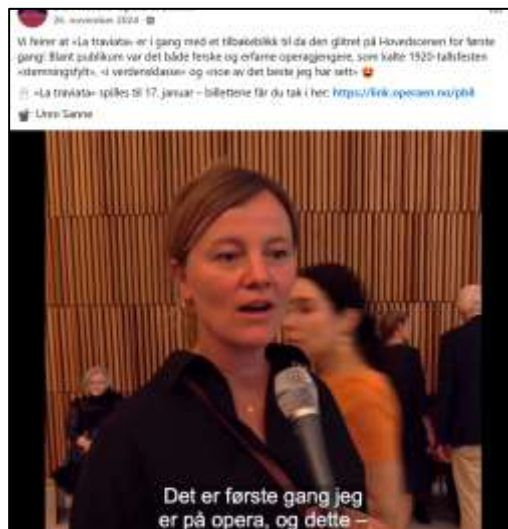 26. november 2024
Vi feirer at «La traviata» er i gang med et tilbakeblikk til da den glitret på Hovedscenen for første
gang! Blant publikum var det både ferske og erfarne operagjengere, som kalte 1920-tallsfesten
«stemningsfylt», «i verdensklasse» og «noe av det beste jeg har sett» 🤩
«La traviata» spilles til 17. januar – billettene får du tak i her: https://link.operaen.no/pb8
Unni Sanne
Det er første gang jeg
er på opera, og dette –